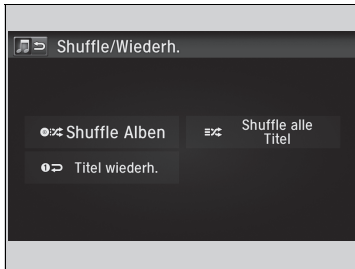 Shuffle/Wiederh.
Shuffle Alben
Shuffle alle
Titel
Titel wiederh.